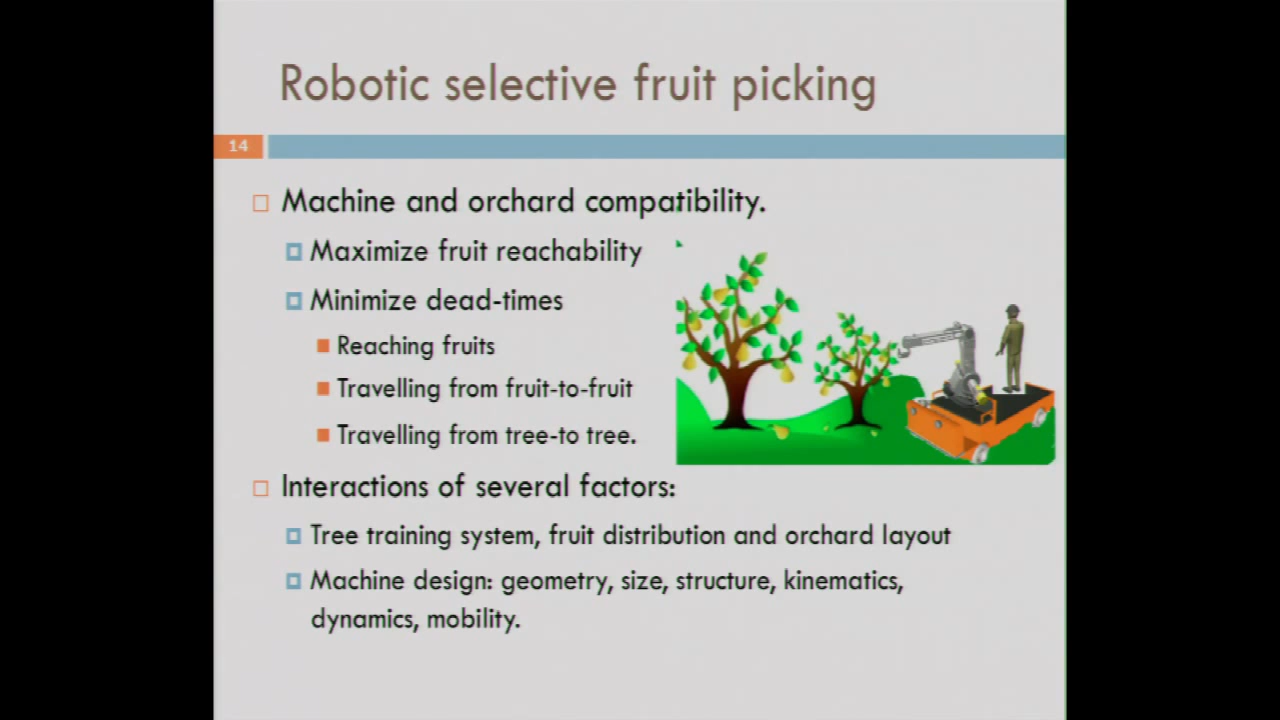 Robotic selective fruit picking
14
Machine and orchard compatibility.
Maximize fruit reachability
Minimize dead-times
Reaching fruits
Travelling from fruit-to-fruit
Travelling from tree-to tree.
Interactions of several factors:
Tree training system, fruit distribution and orchard layout
Machine design: geometry, size, structure, kinematics,
dynamics, mobility.